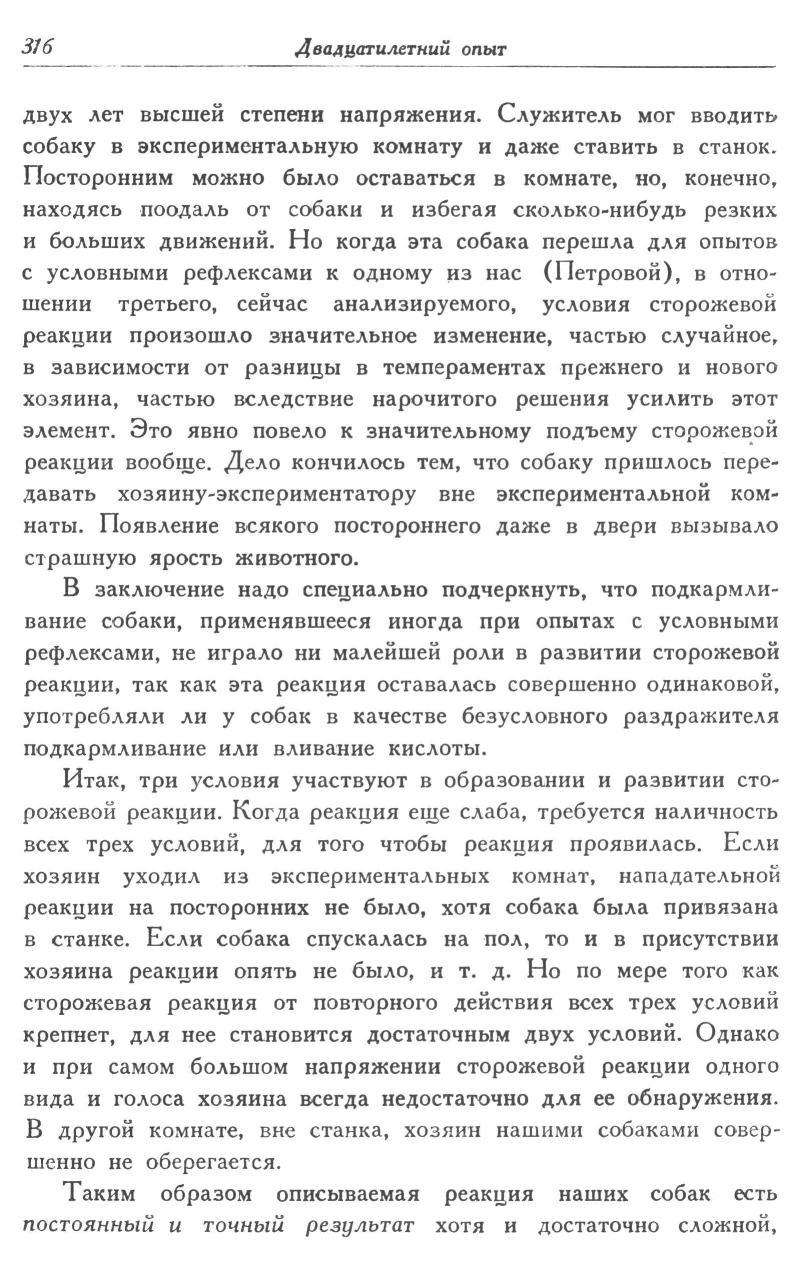 316 Двадцатилетний опыт
двух лет высшей степени напряжения. Служитель мог вводить
собаку в экспериментальную комнату и даже ставить в станок.
Посторонним можно было оставаться в комнате, но, конечно,
находясь поодаль от собаки и избегая сколько-нибудь резких
и больших движений. Но когда эта собака перешла для опытов
с условными рефлексами к одному из нас (Петровой), в отно-
шении третьего, сейчас анализируемого, условия сторожевой
реакции произошло значительное изменение, частью случайное,
в зависимости от разницы в темпераментах прежнего и нового
хозяина, частью вследствие нарочитого решения усилить этот
элемент. Это явно повело к значительному подъему сторожевой
реакции вообще. Дело кончилось тем, что собаку пришлось пере-
давать хозяину-экспериментатору вне экспериментальной ком-
наты. Появление всякого постороннего даже в двери вызывало
страшную ярость животного.
В заключение надо специально подчеркнуть, что подкармли-
вание собаки, применявшееся иногда при опытах с условными
рефлексами, не играло ни малейшей роли в развитии сторожевой
реакции, так как эта реакция оставалась совершенно одинаковой,
употребляли ли у собак в качестве безусловного раздражителя
подкармливание или вливание кислоты.
Итак, три условия участвуют в образовании и развитии сто-
рожевой реакции. Когда реакция еще слаба, требуется наличность
всех трех условий, для того чтобы реакция проявилась. Если
хозяин уходил из экспериментальных комнат, нападательной
реакции на посторонних не было, хотя собака была привязана
в станке. Если собака спускалась на пол, то и в присутствии
хозяина реакции опять не было, и т. д. Но по мере того как
сторожевая реакция от повторного действия всех трех условий
крепнет, для нее становится достаточным двух условий. Однако
и при самом большом напряжении сторожевой реакции одного
вида и голоса хозяина всегда недостаточно для ее обнаружения.
В другой комнате, вне станка, хозяин нашими собаками совер-
шенно не оберегается.
Таким образом описываемая реакция наших собак есть
постоянный и точный результат хотя и достаточно сложной,